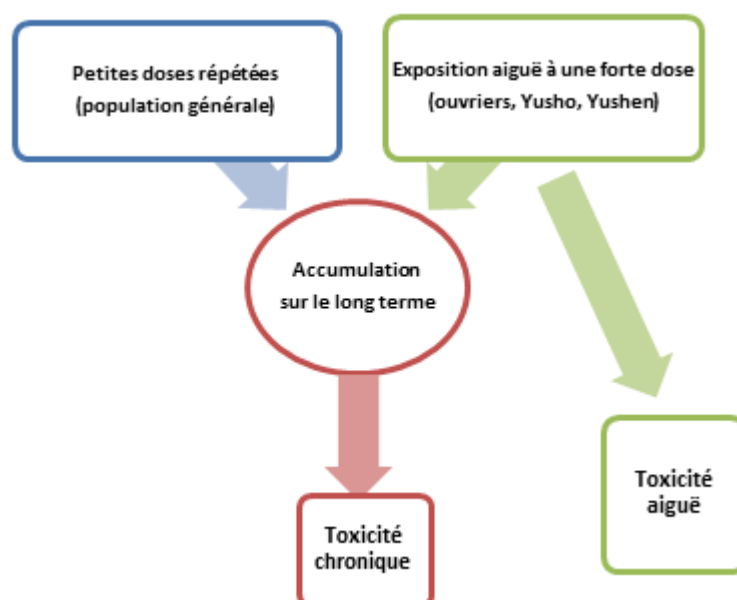 Petites doses répétées
(population générale)
Exposition aiguë à une forte dose
(ouvriers, Yusho, Yushen)
Accumulation
sur le long terme
Toxicité
aiguë
Toxicité
chronique